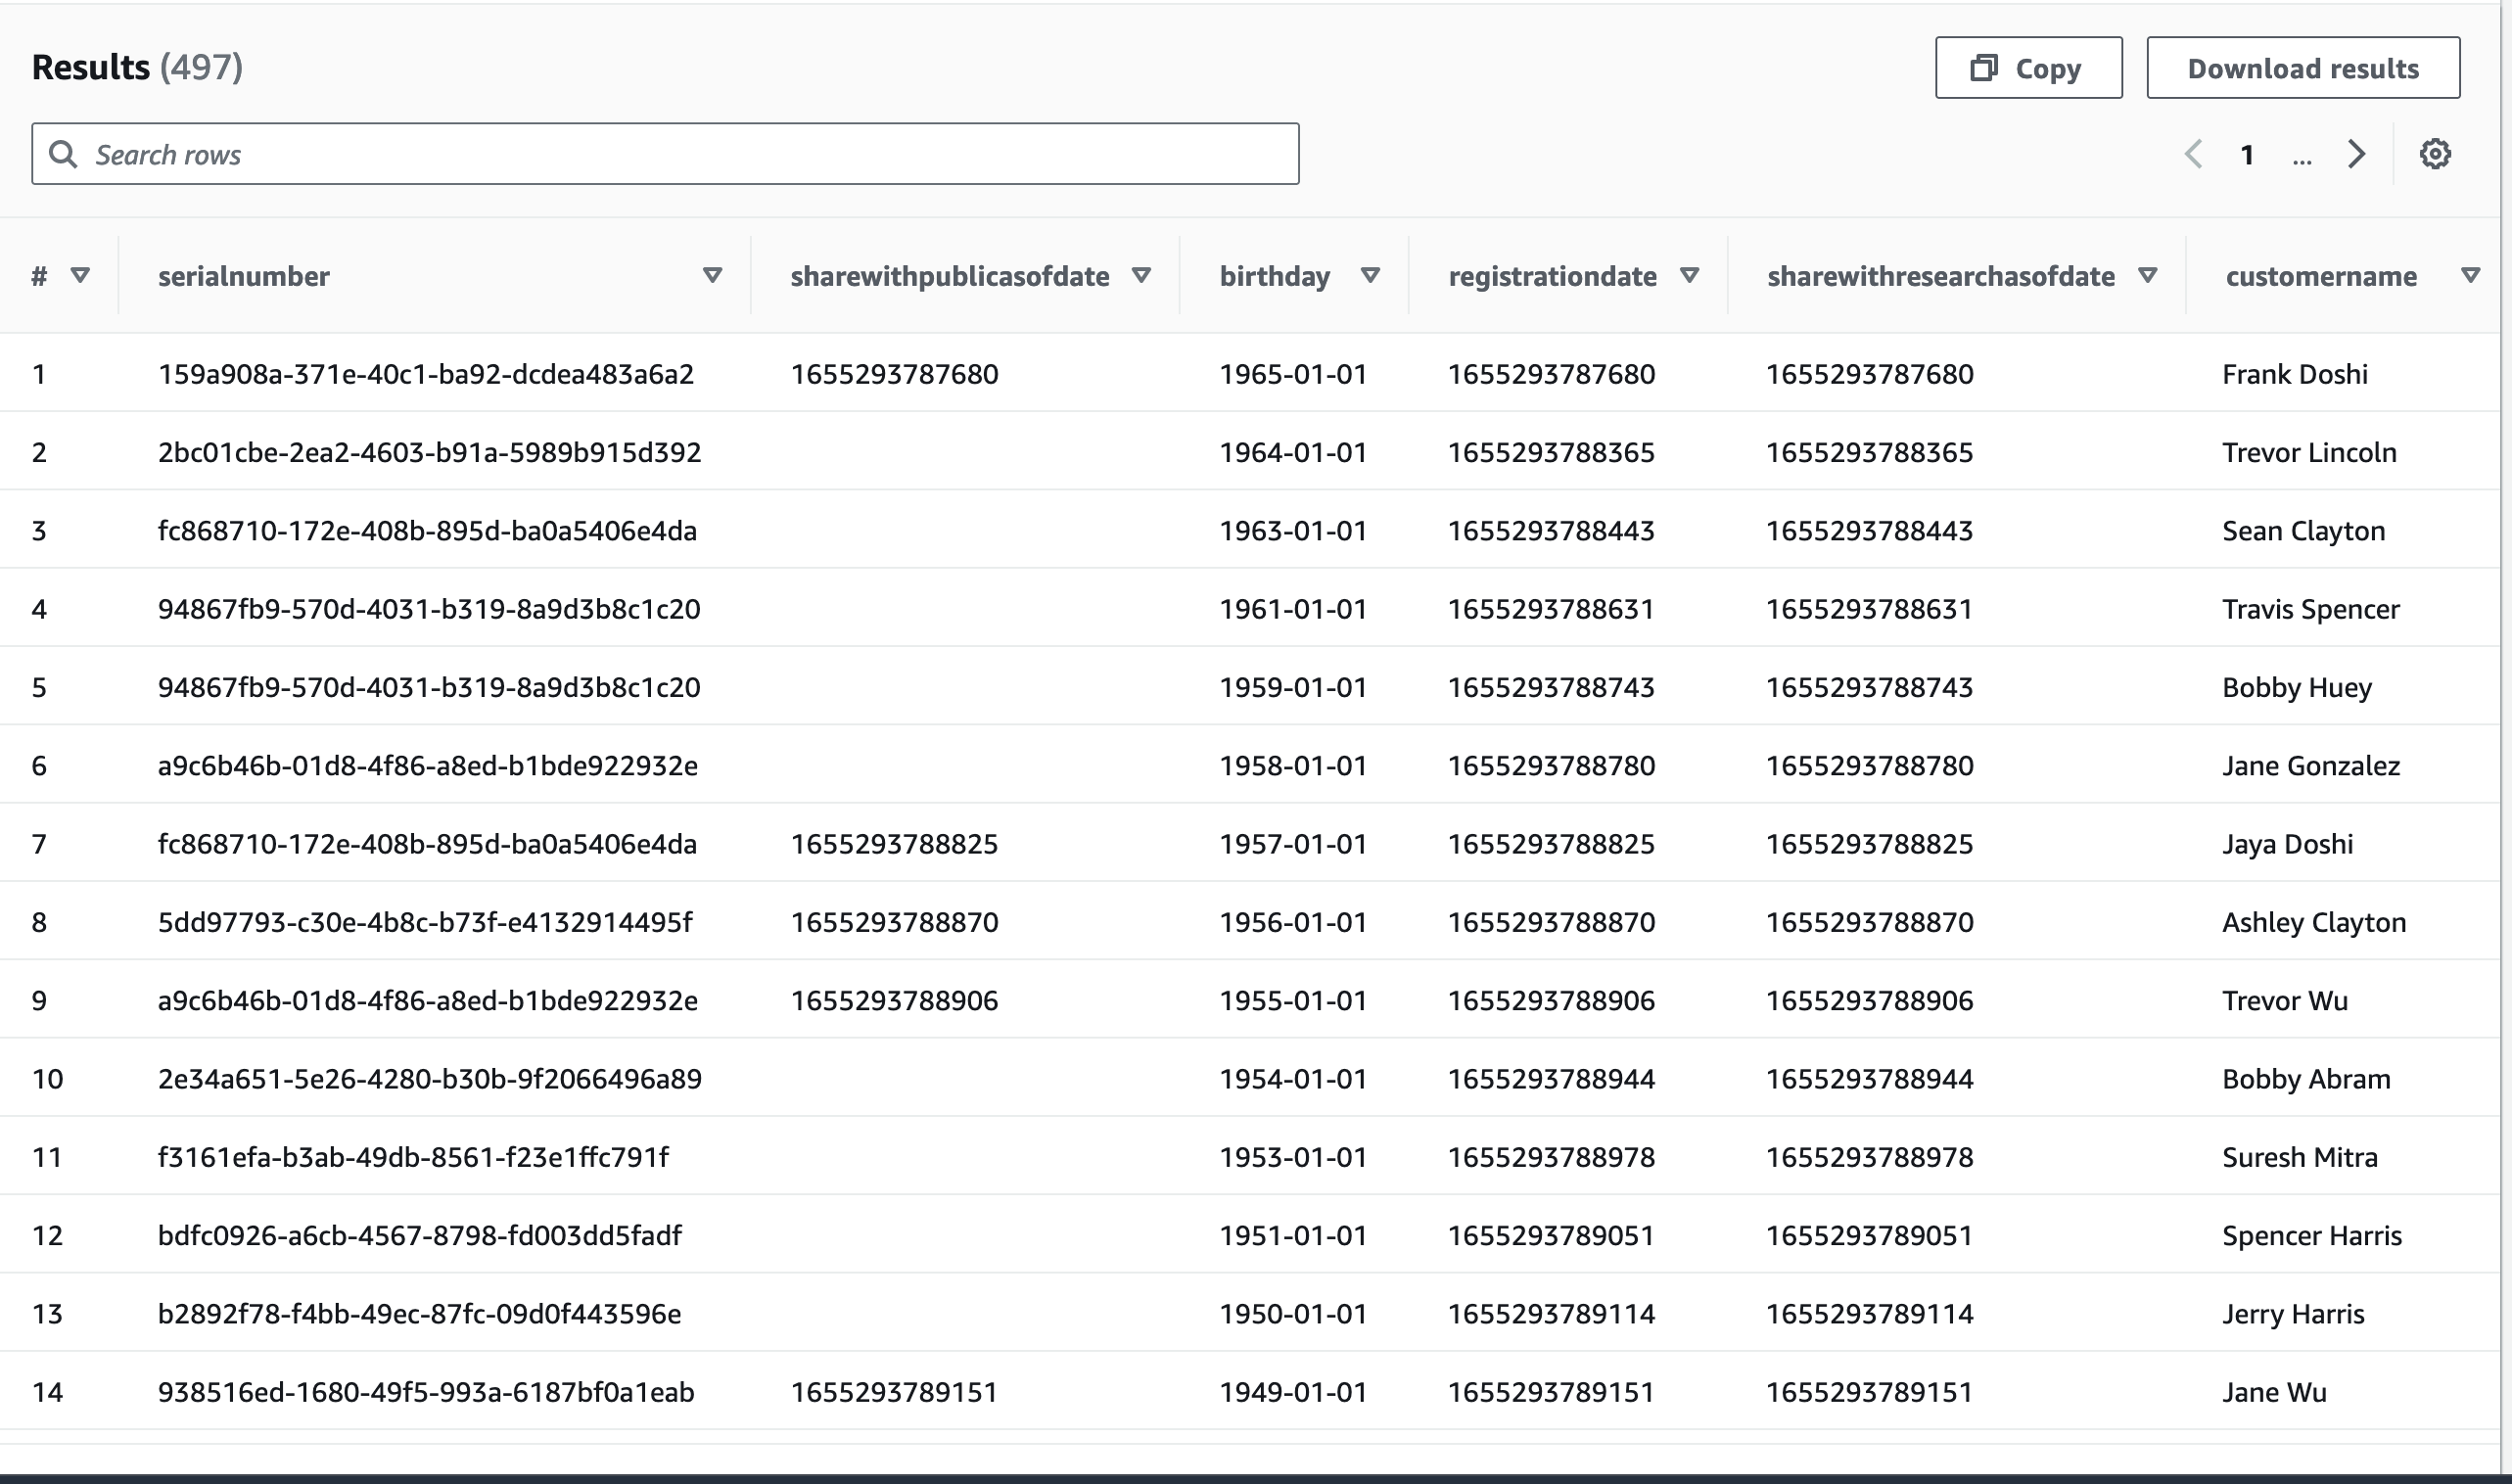 Results (497)
Copy
Download results
Search rows
1 ...
# serialnumber sharewithpublicasofdate birthday registrationdate sharewithresearchasofdate customername
1 159a908a-371e-40c1-ba92-dcdea483a6a2 1655293787680 1965-01-01 1655293787680 1655293787680 Frank Doshi
2 2bc01cbe-2ea2-4603-b91a-5989b915d392 1964-01-01 1655293788365 1655293788365 Trevor Lincoln
3 fc868710-172e-408b-895d-ba0a5406e4da 1963-01-01 1655293788443 1655293788443 Sean Clayton
4 94867fb9-570d-4031-b319-8a9d3b8c1c20 1961-01-01 1655293788631 1655293788631 Travis Spencer
5 94867fb9-570d-4031-b319-8a9d3b8c1c20 1959-01-01 1655293788743 1655293788743 Bobby Huey
6 a9c6b46b-01d8-4f86-a8ed-b1bde922932e 1958-01-01 1655293788780 1655293788780 Jane Gonzalez
7 fc868710-172e-408b-895d-ba0a5406e4da 1655293788825 1957-01-01 1655293788825 1655293788825 Jaya Doshi
8 5dd97793-c30e-4b8c-b73f-e4132914495f 1655293788870 1956-01-01 1655293788870 1655293788870 Ashley Clayton
9 a9c6b46b-01d8-4f86-a8ed-b1bde922932e 1655293788906 1955-01-01 1655293788906 1655293788906 Trevor Wu
10 2e34a651-5e26-4280-b30b-9f2066496a89 1954-01-01 1655293788944 1655293788944 Bobby Abram
11 f3161efa-b3ab-49db-8561-f23e1ffc791f 1953-01-01 1655293788978 1655293788978 Suresh Mitra
12 bdfc0926-a6cb-4567-8798-fd003dd5fadf 1951-01-01 1655293789051 1655293789051 Spencer Harris
13 b2892f78-f4bb-49ec-87fc-09d0f443596e 1950-01-01 1655293789114 1655293789114 Jerry Harris
14 938516ed-1680-49f5-993a-6187bf0a1eab 1655293789151 1949-01-01 1655293789151 1655293789151 Jane Wu